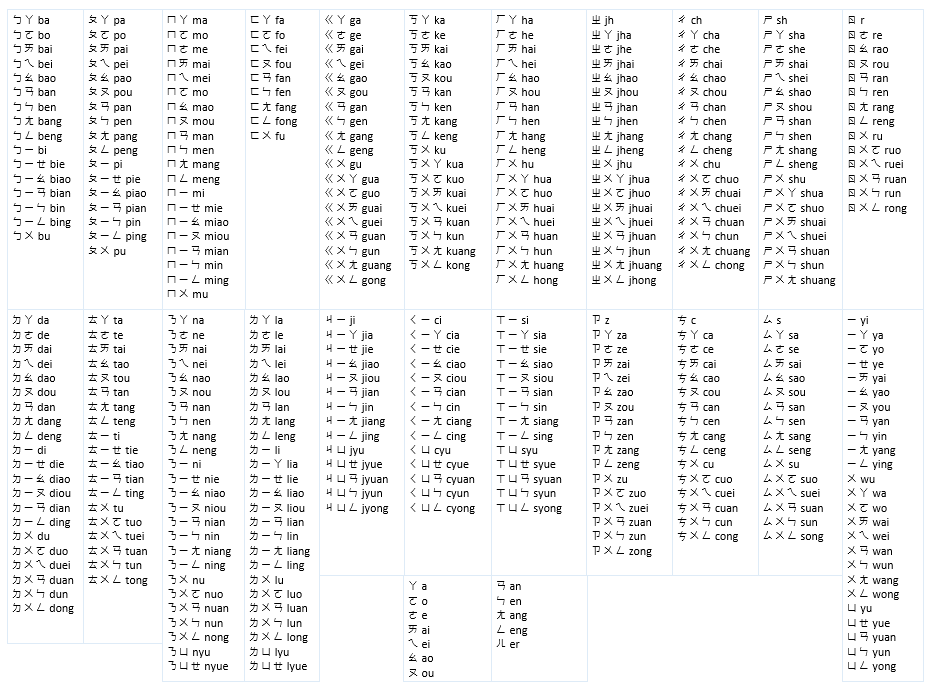 ㄅㄚ ba
ㄅㄛ bo
ㄅㄞ bai
ㄅㄟ bei
ㄅㄠ bao
ㄅㄢ ban
ㄅㄣ ben
ㄅㄤ bang
ㄅㄥ beng
ㄅㄧ bi
ㄅㄧㄝ bie
ㄅㄧㄠ biao
ㄅㄧㄢ bian
ㄅㄧㄣ bin
ㄅㄧㄥ bing
ㄅㄨ bu
ㄆㄚ pa
ㄆㄛ po
ㄆㄞ pai
ㄆㄟ pei
ㄆㄠ pao
ㄆㄡ pou
ㄆㄢ pan
ㄆㄣ pen
ㄆㄤ pang
ㄆㄥ peng
ㄆㄧ pi
ㄆㄧㄝ pie
ㄆㄧㄠ piao
ㄆㄧㄢ pian
ㄆㄧㄣ pin
ㄆㄧㄥ ping
ㄆㄨ pu
ㄇㄚ ma
ㄇㄛ mo
ㄇㄜ me
ㄇㄞ mai
ㄇㄟ mei
ㄇㄛ mo
ㄇㄠ mao
ㄇㄡ mou
ㄇㄢ man
ㄇㄣ men
ㄇㄤ mang
ㄇㄥ meng
ㄇㄧ mi
ㄇㄧㄝ mie
ㄇㄧㄠ miao
ㄇㄧㄡ miou
ㄇㄧㄢ mian
ㄇㄧㄣ min
ㄇㄧㄥ ming
ㄇㄨ mu
ㄈㄚ fa
ㄈㄛ fo
ㄈㄟ fei
ㄈㄡ fou
ㄈㄢ fan
ㄈㄣ fen
ㄈㄤ fang
ㄈㄥ fong
ㄈㄨ fu
ㄍㄚ ga
ㄍㄜ ge
ㄍㄞ gai
ㄍㄟ gei
ㄍㄠ gao
ㄍㄡ gou
ㄍㄢ gan
ㄍㄣ gen
ㄍㄤ gang
ㄍㄥ geng
ㄍㄨ gu
ㄍㄨㄚ gua
ㄍㄨㄛ guo
ㄍㄨㄞ guai
ㄍㄨㄟ guei
ㄍㄨㄢ guan
ㄍㄨㄣ gun
ㄍㄨㄤ guang
ㄍㄨㄥ gong
ㄎㄚ ka
ㄎㄜ ke
ㄎㄞ kai
ㄎㄠ kao
ㄎㄡ kou
ㄎㄢ kan
ㄎㄣ ken
ㄎㄤ kang
ㄎㄥ keng
ㄎㄨ ku
ㄎㄨㄚ kua
ㄎㄨㄛ kuo
ㄎㄨㄞ kuai
ㄎㄨㄟ kuei
ㄎㄨㄢ kuan
ㄎㄨㄣ kun
ㄎㄨㄤ kuang
ㄎㄨㄥ kong
ㄏㄚ ha
ㄏㄜ he
ㄏㄞ hai
ㄏㄟ hei
ㄏㄠ hao
ㄏㄡ hou
ㄏㄢ han
ㄏㄣ hen
ㄏㄤ hang
ㄏㄥ heng
ㄏㄨ hu
ㄏㄨㄚ hua
ㄏㄨㄛ huo
ㄏㄨㄞ huai
ㄏㄨㄟ huei
ㄏㄨㄢ huan
ㄏㄨㄣ hun
ㄏㄨㄤ huang
ㄏㄨㄥ hong
ㄓ jh
ㄓㄚ jha
ㄓㄜ jhe
ㄓㄞ jhai
ㄓㄠ jhao
ㄓㄡ jhou
ㄓㄢ jhan
ㄓㄣ jhen
ㄓㄤ jhang
ㄓㄥ jheng
ㄓㄨ jhu
ㄓㄨㄚ jhua
ㄓㄨㄛ jhuo
ㄓㄨㄞ jhuai
ㄓㄨㄟ jhuei
ㄓㄨㄢ jhuan
ㄓㄨㄣ jhun
ㄓㄨㄤ jhuang
ㄓㄨㄥ jhong
ㄔ ch
ㄔㄚ cha
ㄔㄜ che
ㄔㄞ chai
ㄔㄠ chao
ㄔㄡ chou
ㄔㄢ chan
ㄔㄣ chen
ㄔㄤ chang
ㄔㄥ cheng
ㄔㄨ chu
ㄔㄨㄛ chuo
ㄔㄨㄞ chuai
ㄔㄨㄟ chuei
ㄔㄨㄢ chuan
ㄔㄨㄣ chun
ㄔㄨㄤ chuang
ㄔㄨㄥ chong
ㄕ sh
ㄕㄚ sha
ㄕㄜ she
ㄕㄞ shai
ㄕㄟ shei
ㄕㄠ shao
ㄕㄡ shou
ㄕㄢ shan
ㄕㄣ shen
ㄕㄤ shang
ㄕㄥ sheng
ㄕㄨ shu
ㄕㄨㄚ shua
ㄕㄨㄛ shuo
ㄕㄨㄞ shuai
ㄕㄨㄟ shuei
ㄕㄨㄢ shuan
ㄕㄨㄣ shun
ㄕㄨㄤ shuang
ㄖ r
ㄖㄜ re
ㄖㄠ rao
ㄖㄡ rou
ㄖㄢ ran
ㄖㄣ ren
ㄖㄤ rang
ㄖㄥ reng
ㄖㄨ ru
ㄖㄨㄛ ruo
ㄖㄨㄟ ruei
ㄖㄨㄢ ruan
ㄖㄨㄣ run
ㄖㄨㄥ rong
ㄉㄚ da
ㄉㄜ de
ㄉㄞ dai
ㄉㄟ dei
ㄉㄠ dao
ㄉㄡ dou
ㄉㄢ dan
ㄉㄤ dang
ㄉㄥ deng
ㄉㄧ di
ㄉㄧㄝ die
ㄉㄧㄠ diao
ㄉㄧㄡ diou
ㄉㄧㄢ dian
ㄉㄧㄥ ding
ㄉㄨ du
ㄉㄨㄛ duo
ㄉㄨㄟ duei
ㄉㄨㄢ duan
ㄉㄨㄣ dun
ㄉㄨㄥ dong
ㄊㄚ ta
ㄊㄜ te
ㄊㄞ tai
ㄊㄠ tao
ㄊㄡ tou
ㄊㄢ tan
ㄊㄤ tang
ㄊㄥ teng
ㄊㄧ ti
ㄊㄧㄝ tie
ㄊㄧㄠ tiao
ㄊㄧㄢ tian
ㄊㄧㄥ ting
ㄊㄨ tu
ㄊㄨㄛ tuo
ㄊㄨㄟ tuei
ㄊㄨㄢ tuan
ㄊㄨㄣ tun
ㄊㄨㄥ tong
ㄋㄚ na
ㄋㄜ ne
ㄋㄞ nai
ㄋㄟ nei
ㄋㄠ nao
ㄋㄡ nou
ㄋㄢ nan
ㄋㄣ nen
ㄋㄤ nang
ㄋㄥ neng
ㄋㄧ ni
ㄋㄧㄝ nie
ㄋㄧㄠ niao
ㄋㄧㄡ niou
ㄋㄧㄢ nian
ㄋㄧㄣ nin
ㄋㄧㄤ niang
ㄋㄧㄥ ning
ㄋㄨ nu
ㄋㄨㄛ nuo
ㄋㄨㄢ nuan
ㄋㄨㄣ nun
ㄋㄨㄥ nong
ㄋㄩ nyu
ㄋㄩㄝ nyue
ㄌㄚ la
ㄌㄜ le
ㄌㄞ lai
ㄌㄟ lei
ㄌㄠ lao
ㄌㄡ lou
ㄌㄢ lan
ㄌㄤ lang
ㄌㄥ leng
ㄌㄧ li
ㄌㄧㄚ lia
ㄌㄧㄝ lie
ㄌㄧㄠ liao
ㄌㄧㄡ liou
ㄌㄧㄢ lian
ㄌㄧㄣ lin
ㄌㄧㄤ liang
ㄌㄧㄥ ling
ㄌㄨ lu
ㄌㄨㄛ luo
ㄌㄨㄢ luan
ㄌㄨㄣ lun
ㄌㄨㄥ long
ㄌㄩ lyu
ㄌㄩㄝ lyue
ㄐㄧ ji
ㄐㄧㄚ jia
ㄐㄧㄝ jie
ㄐㄧㄠ jiao
ㄐㄧㄡ jiou
ㄐㄧㄢ jian
ㄐㄧㄣ jin
ㄐㄧㄤ jiang
ㄐㄧㄥ jing
ㄐㄩ jyu
ㄐㄩㄝ jyue
ㄐㄩㄢ jyuan
ㄐㄩㄣ jyun
ㄐㄩㄥ jyong
ㄑㄧ ci
ㄑㄧㄚ cia
ㄑㄧㄝ cie
ㄑㄧㄠ ciao
ㄑㄧㄡ ciou
ㄑㄧㄢ cian
ㄑㄧㄣ cin
ㄑㄧㄤ ciang
ㄑㄧㄥ cing
ㄑㄩ cyu
ㄑㄩㄝ cyue
ㄑㄩㄢ cyuan
ㄑㄩㄣ cyun
ㄑㄩㄥ cyong
ㄒㄧ si
ㄒㄧㄚ sia
ㄒㄧㄝ sie
ㄒㄧㄠ siao
ㄒㄧㄡ siou
ㄒㄧㄢ sian
ㄒㄧㄣ sin
ㄒㄧㄤ siang
ㄒㄧㄥ sing
ㄒㄩ syu
ㄒㄩㄝ syue
ㄒㄩㄢ syuan
ㄒㄩㄣ syun
ㄒㄩㄥ syong
ㄗ z
ㄗㄚ za
ㄗㄜ ze
ㄗㄞ zai
ㄗㄟ zei
ㄗㄠ zao
ㄗㄡ zou
ㄗㄢ zan
ㄗㄣ zen
ㄗㄤ zang
ㄗㄥ zeng
ㄗㄨ zu
ㄗㄨㄛ zuo
ㄗㄨㄟ zuei
ㄗㄨㄢ zuan
ㄗㄨㄣ zun
ㄗㄨㄥ zong
ㄘ c
ㄘㄚ ca
ㄘㄜ ce
ㄘㄞ cai
ㄘㄠ cao
ㄘㄡ cou
ㄘㄢ can
ㄘㄣ cen
ㄘㄤ cang
ㄘㄥ ceng
ㄘㄨ cu
ㄘㄨㄛ cuo
ㄘㄨㄟ cuei
ㄘㄨㄢ cuan
ㄘㄨㄣ cun
ㄘㄨㄥ cong
ㄙ s
ㄙㄚ sa
ㄙㄜ se
ㄙㄞ sai
ㄙㄠ sao
ㄙㄡ sou
ㄙㄢ san
ㄙㄣ sen
ㄙㄤ sang
ㄙㄥ seng
ㄙㄨ su
ㄙㄨㄛ suo
ㄙㄨㄟ suei
ㄙㄨㄢ suan
ㄙㄨㄣ sun
ㄙㄨㄥ song
ㄧ yi
ㄧㄚ ya
ㄧㄛ yo
ㄧㄝ ye
ㄧㄞ yai
ㄧㄠ yao
ㄧㄡ you
ㄧㄢ yan
ㄧㄣ yin
ㄧㄤ yang
ㄧㄥ ying
ㄨ wu
ㄨㄚ wa
ㄨㄛ wo
ㄨㄞ wai
ㄨㄟ wei
ㄨㄢ wan
ㄨㄣ wun
ㄨㄤ wang
ㄨㄥ wong
ㄩ yu
ㄩㄝ yue
ㄩㄢ yuan
ㄩㄣ yun
ㄩㄥ yong
ㄚ a
ㄛ o
ㄜ e
ㄞ ai
ㄟ ei
ㄠ ao
ㄡ ou
ㄢ an
ㄣ en
ㄤ ang
ㄥ eng
ㄦ er